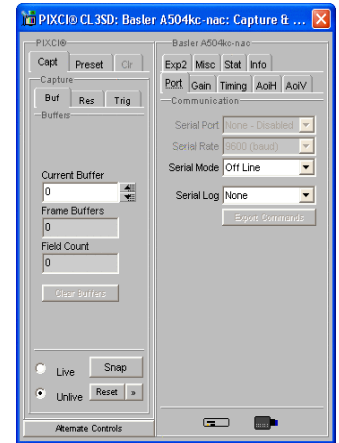 PIXCI® CL3SD: Basler A504kc-nac: Capture & ...
PIXCI®
Capt Preset Clr
Capture
Buf Res Trig
Buffers
Current Buffer
0
Frame Buffers
0
Field Count
0
Clear Buffers
Live Snap
Unlive Reset »
Alternate Controls
Basler A504kc-nac
Exp2 Misc Stat Info
Port Gain Timing AoiH AoiV
Communication
Serial Port None - Disabled
Serial Rate 9600 (baud)
Serial Mode Off Line
Serial Log None
Export Commands